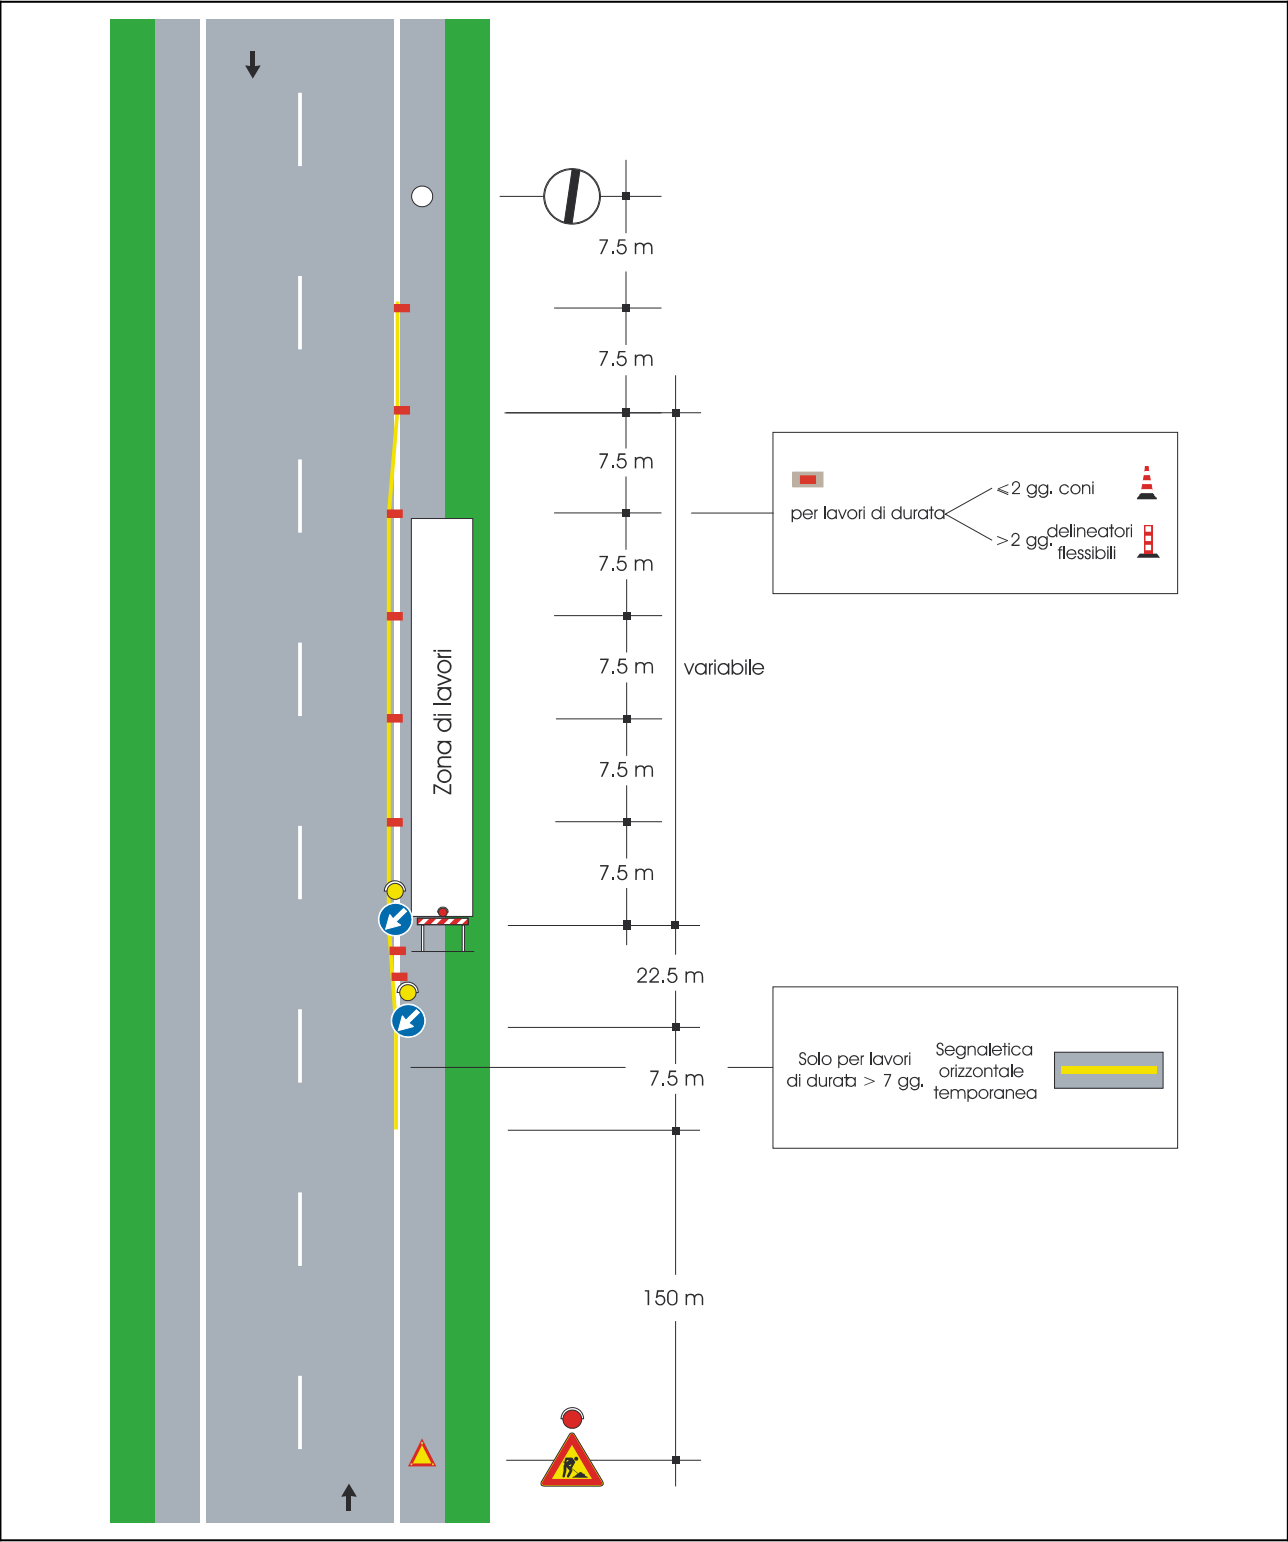 7.5 m
7.5 m
7.5 m
7.5 m
7.5 m
7.5 m
7.5 m
variabile
22.5 m
7.5 m
150 m
Zona di lavori
per lavori di durata
⩽2 gg. coni
>2 gg. delineatori
flessibili
Solo per lavori
di durata > 7 gg.
Segnaletica
orizzontale
temporanea